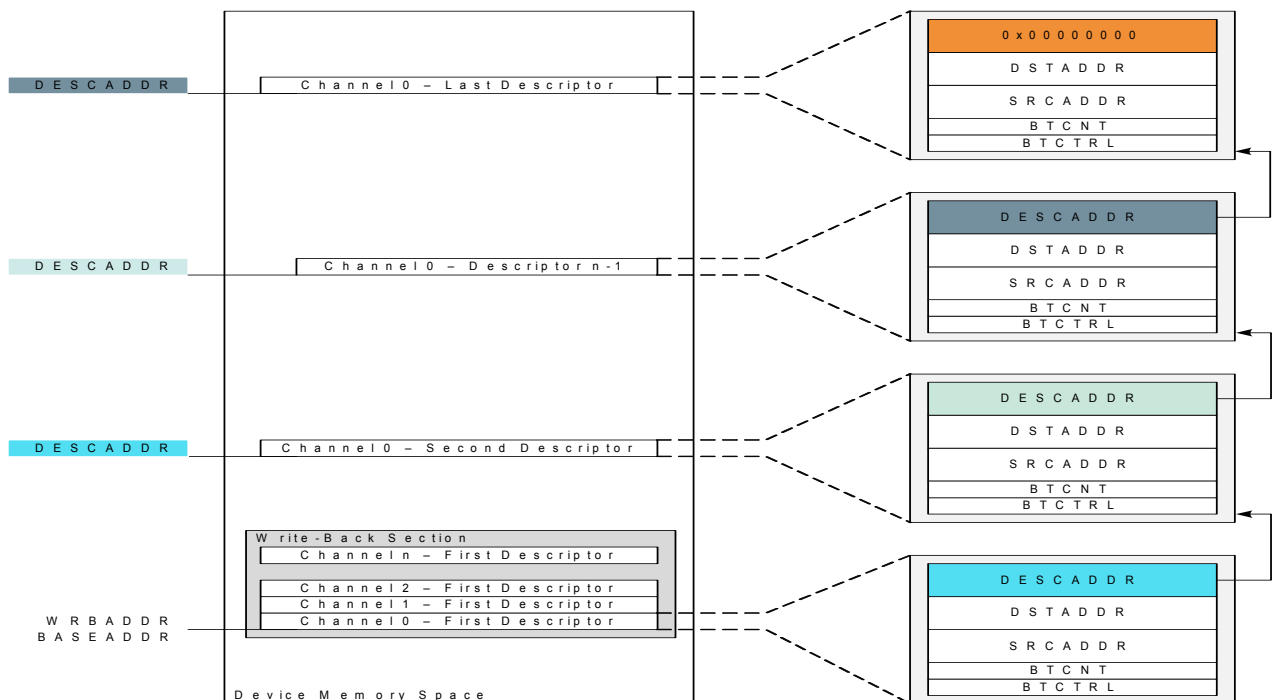 0x00000000
DESCADDR
Channel0 – Last Descriptor
DSTADDR
SRCADDR
BTCNT
BTCTRL
DESCADDR
DESCADDR
Channel0 – Descriptor n-1
DSTADDR
SRCADDR
BTCNT
BTCTRL
DESCADDR
DESCADDR
Channel0 – Second Descriptor
DSTADDR
SRCADDR
BTCNT
BTCTRL
Write-Back Section
Channeln – First Descriptor
Channel2 – First Descriptor
Channel1 – First Descriptor
Channel0 – First Descriptor
WRBADDR
BASEADDR
DESCADDR
DSTADDR
SRCADDR
BTCNT
BTCTRL
Device Memory Space